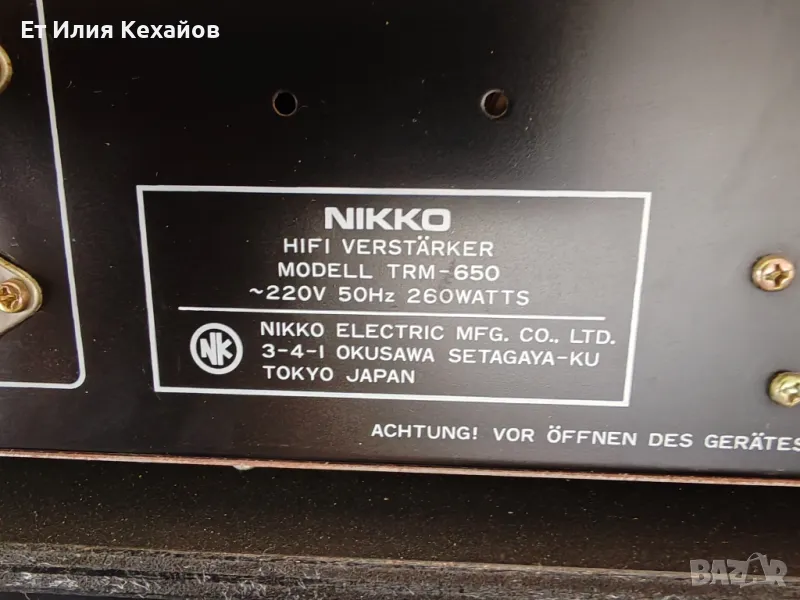 Ет Илия Кехайов
NIKKO
HIFI VERSTÄRKER
MODELL TRM-650
~220V 50Hz 260WATTS
NK
NIKKO ELECTRIC MFG. CO., LTD.
3-4-1 OKUSAWA SETAGAYA-KU
TOKYO JAPAN
ACHTUNG! VOR ÖFFNEN DES GERÄTES
BAZAR